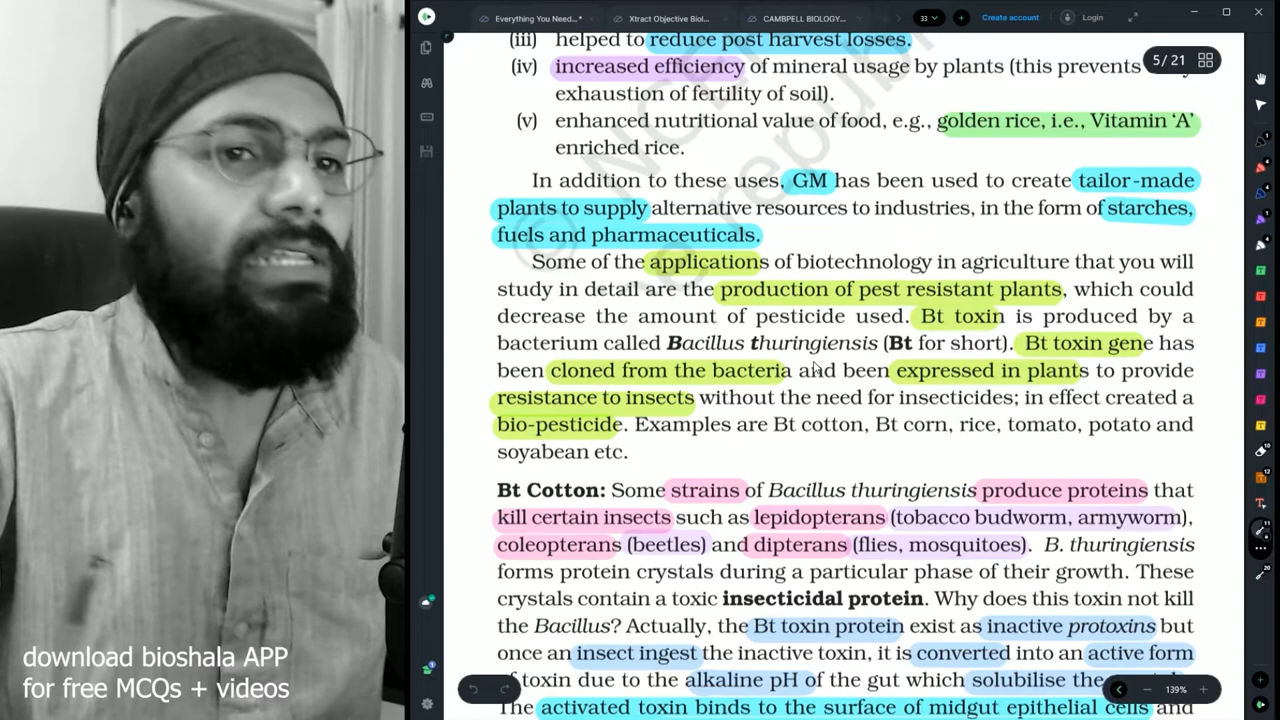 Everything You Need...*
Xtract Objective Biol...
CAMPBELL BIOLOGY...
33
Create account
Login
5/21
(iii) helped to reduce post harvest losses.
(iv) increased efficiency of mineral usage by plants (this prevents
exhaustion of fertility of soil).
(v) enhanced nutritional value of food, e.g., golden rice, i.e., Vitamin ‘A’
enriched rice.
In addition to these uses, GM has been used to create tailor-made
plants to supply alternative resources to industries, in the form of starches,
fuels and pharmaceuticals.
Some of the applications of biotechnology in agriculture that you will
study in detail are the production of pest resistant plants, which could
decrease the amount of pesticide used. Bt toxin is produced by a
bacterium called Bacillus thuringiensis (Bt for short). Bt toxin gene has
been cloned from the bacteria and been expressed in plants to provide
resistance to insects without the need for insecticides; in effect created a
bio-pesticide. Examples are Bt cotton, Bt corn, rice, tomato, potato and
soyabean etc.
Bt Cotton: Some strains of Bacillus thuringiensis produce proteins that
kill certain insects such as lepidopterans (tobacco budworm, armyworm),
coleopterans (beetles) and dipterans (flies, mosquitoes). B. thuringiensis
forms protein crystals during a particular phase of their growth. These
crystals contain a toxic insecticidal protein. Why does this toxin not kill
the Bacillus? Actually, the Bt toxin protein exist as inactive protoxins but
once an insect ingest the inactive toxin, it is converted into an active form
of toxin due to the alkaline pH of the gut which solubilise the
The activated toxin binds to the surface of midgut epithelial cells and
139%
download bioshala APP
for free MCQs + videos